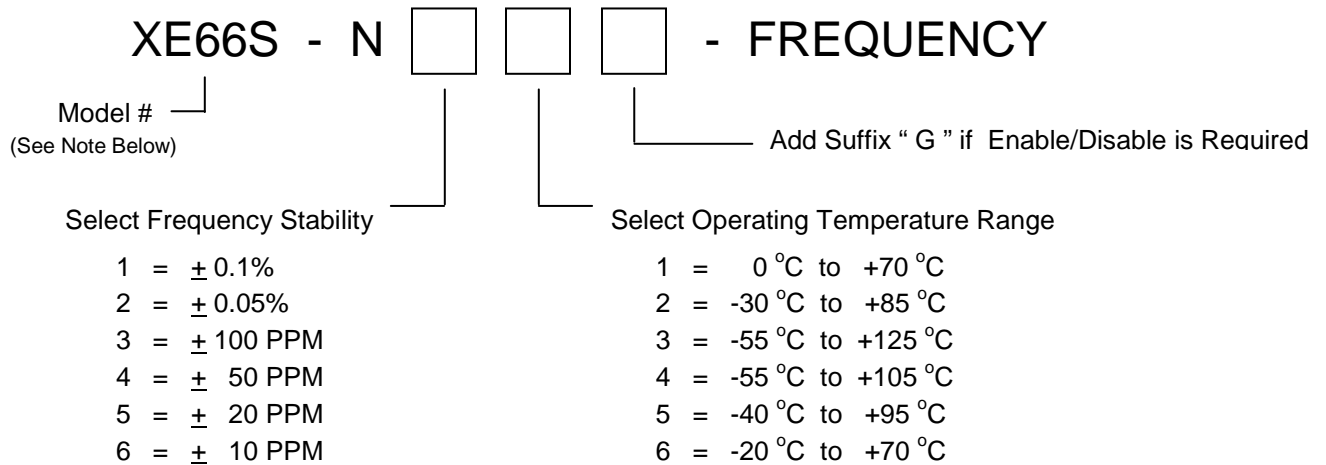 XE66S - N - FREQUENCY
Model #
(See Note Below)
Add Suffix “ G ” if Enable/Disable is Required
Select Frequency Stability
1 = ± 0.1%
2 = ± 0.05%
3 = ± 100 PPM
4 = ± 50 PPM
5 = ± 20 PPM
6 = ± 10 PPM
Select Operating Temperature Range
1 = 0 °C to +70 °C
2 = -30 °C to +85 °C
3 = -55 °C to +125 °C
4 = -55 °C to +105 °C
5 = -40 °C to +95 °C
6 = -20 °C to +70 °C